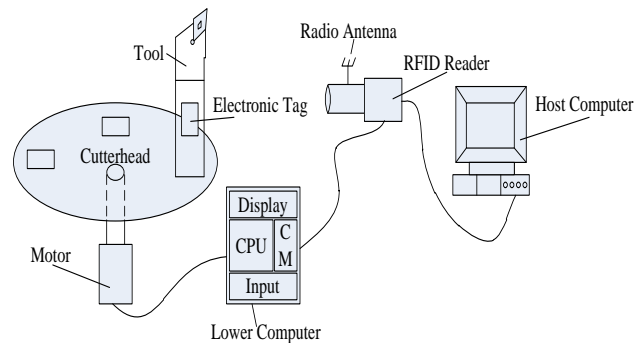 Radio Antenna
Tool
RFID Reader
Electronic Tag
Host Computer
Cutterhead
Display
CPU
C
M
Motor
Input
Lower Computer